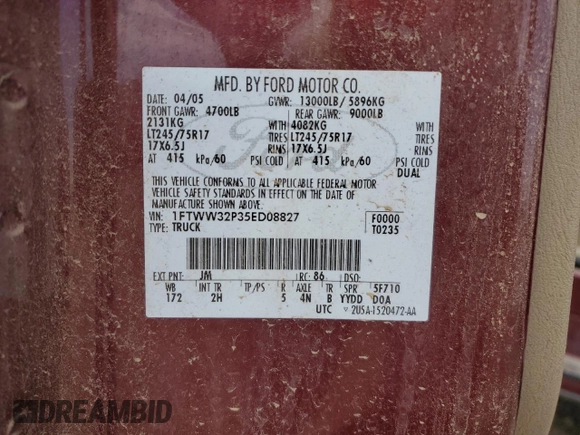 MFD. BY FORD MOTOR CO.
DATE: 04/05 GVWR: 13000LB/ 5896KG
FRONT GAWR: 4700LB REAR GAWR: 9000LB
2131KG WITH 4082KG WITH
LT245/75R17 TIRES LT245/75R17 TIRES
17X6.5J RIMS 17X6.5J RIMS
AT 415 kPa/60 PSI COLD AT 415 kPa/60 PSI COLD
DUAL
THIS VEHICLE CONFORMS TO ALL APPLICABLE FEDERAL MOTOR
VEHICLE SAFETY STANDARDS IN EFFECT ON THE DATE OF
MANUFACTURE SHOWN ABOVE.
VIN: 1FTWW32P35ED08827 F0000
TYPE: TRUCK T0235
EXT PNT: JM RC: 86 DSO:
WB INT TR TP/PS R AXLE TR SPR 5F710
172 2H 5 4N B YYDD D0A
UTC 2U5A-1520472-AA
Ford
DREAMBID